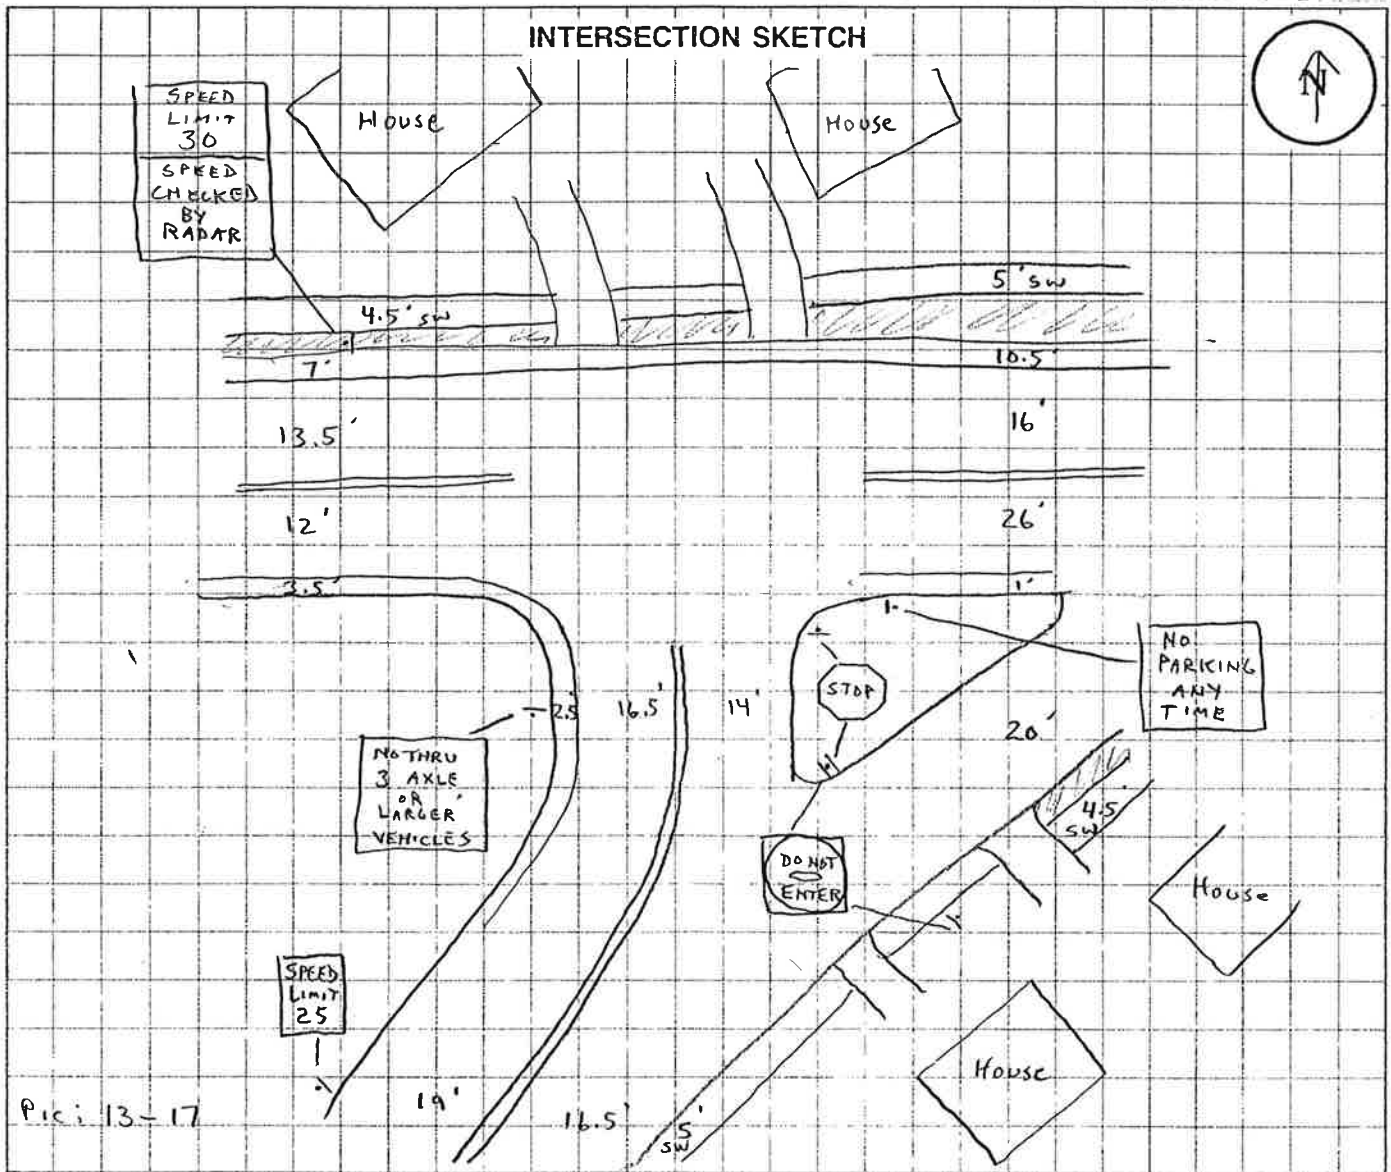 INTERSECTION SKETCH
N
SPEED
LIMIT
30
SPEED
CHECKED
BY
RADAR
House
House
5' SW
4.5' SW
7'
10.5'
13.5'
16'
12'
26'
3.5'
1'
NO
PARKING
ANY
TIME
STOP
2.5'
16.5'
14'
20'
NO THRU
3 AXLE
OR
LARGER
VEHICLES
4.5'
SW
DO NOT
ENTER
House
SPEED
LIMIT
25
House
Pic: 13-17
19'
16.5'
5'
SW